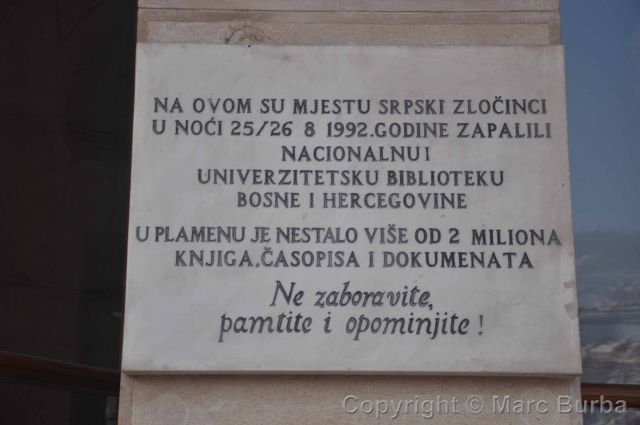 NA OVOM SU MJESTU SRPSKI ZLOČINCI
U NOĆI 25/26 8 1992.GODINE ZAPALILI
NACIONALNU I
UNIVERZITETSKU BIBLIOTEKU
BOSNE I HERCEGOVINE
U PLAMENU JE NESTALO VIŠE OD 2 MILIONA
KNJIGA,ČASOPISA I DOKUMENATA
Ne zaboravite,
pamtite i opominjite !
Copyright © Marc Burba